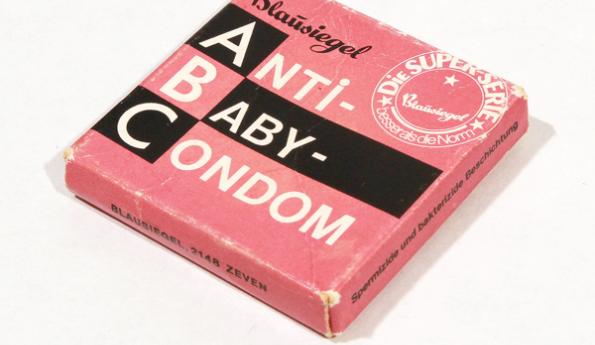 Blausiegel
ANTi-
BABY-
CONDOM
Die SUPER-SERIE
Blausiegel
besser als die Norm
BLAUSIEGEL, 2148 ZEVEN
Spermizide und bakterizide Beschichtung